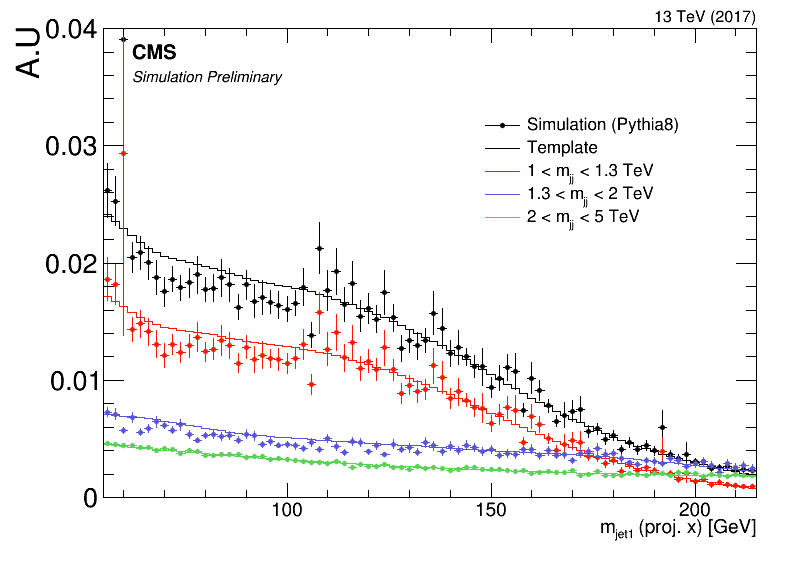 13 TeV (2017)
A.U
CMS
Simulation Preliminary
Simulation (Pythia8)
Template
1 < m_jj < 1.3 TeV
1.3 < m_jj < 2 TeV
2 < m_jj < 5 TeV
0.04
0.03
0.02
0.01
0
100 150 200
m_jet1 (proj. x) [GeV]